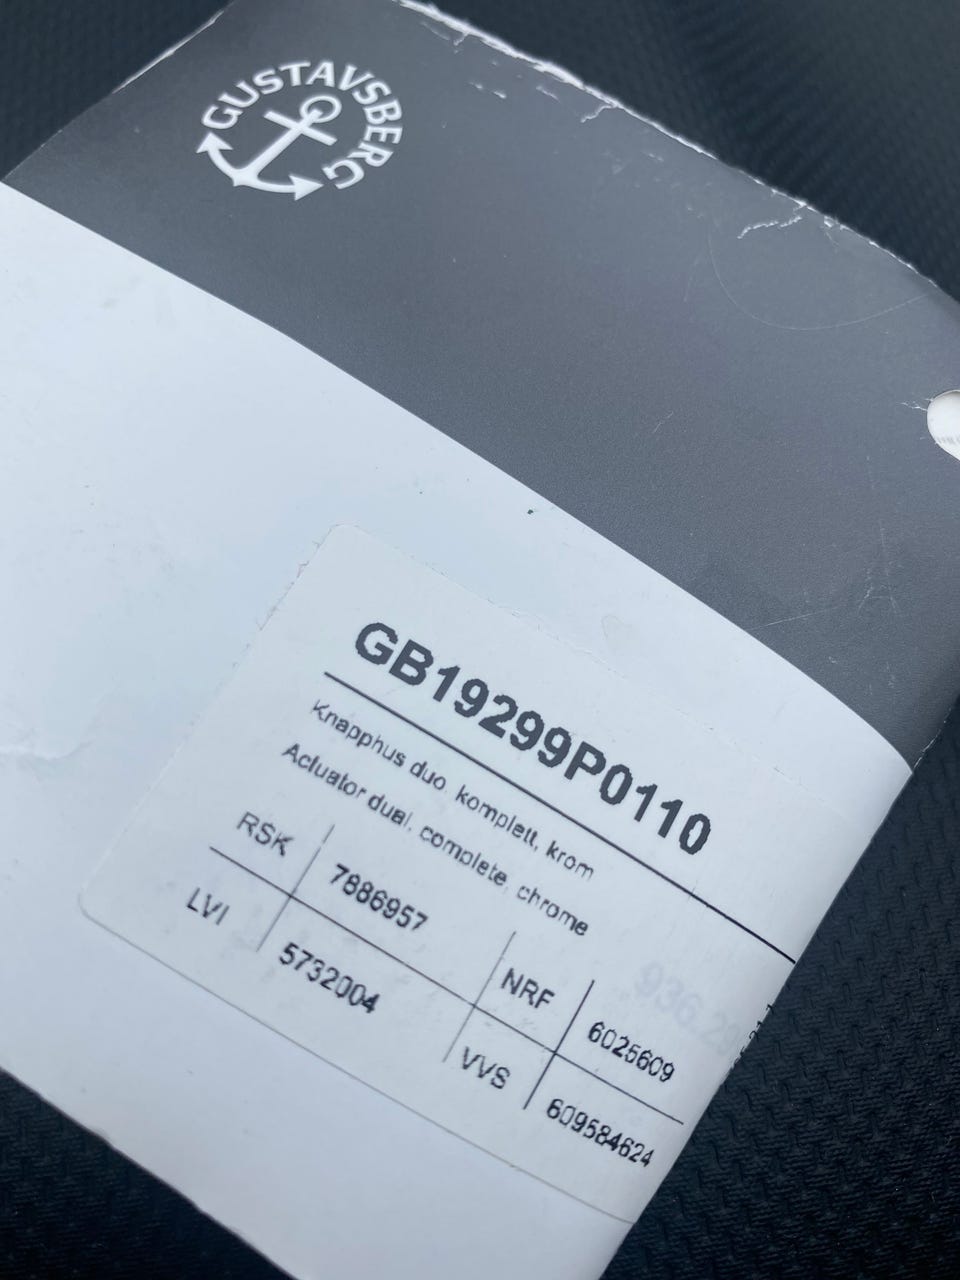 GUSTAVSBERG
GB19299P0110
Knapphus duo, komplett, krom
Actuator dual, complete, chrome
RSK 7886957 NRF 6025609
LVI 5732004 VVS 609584624